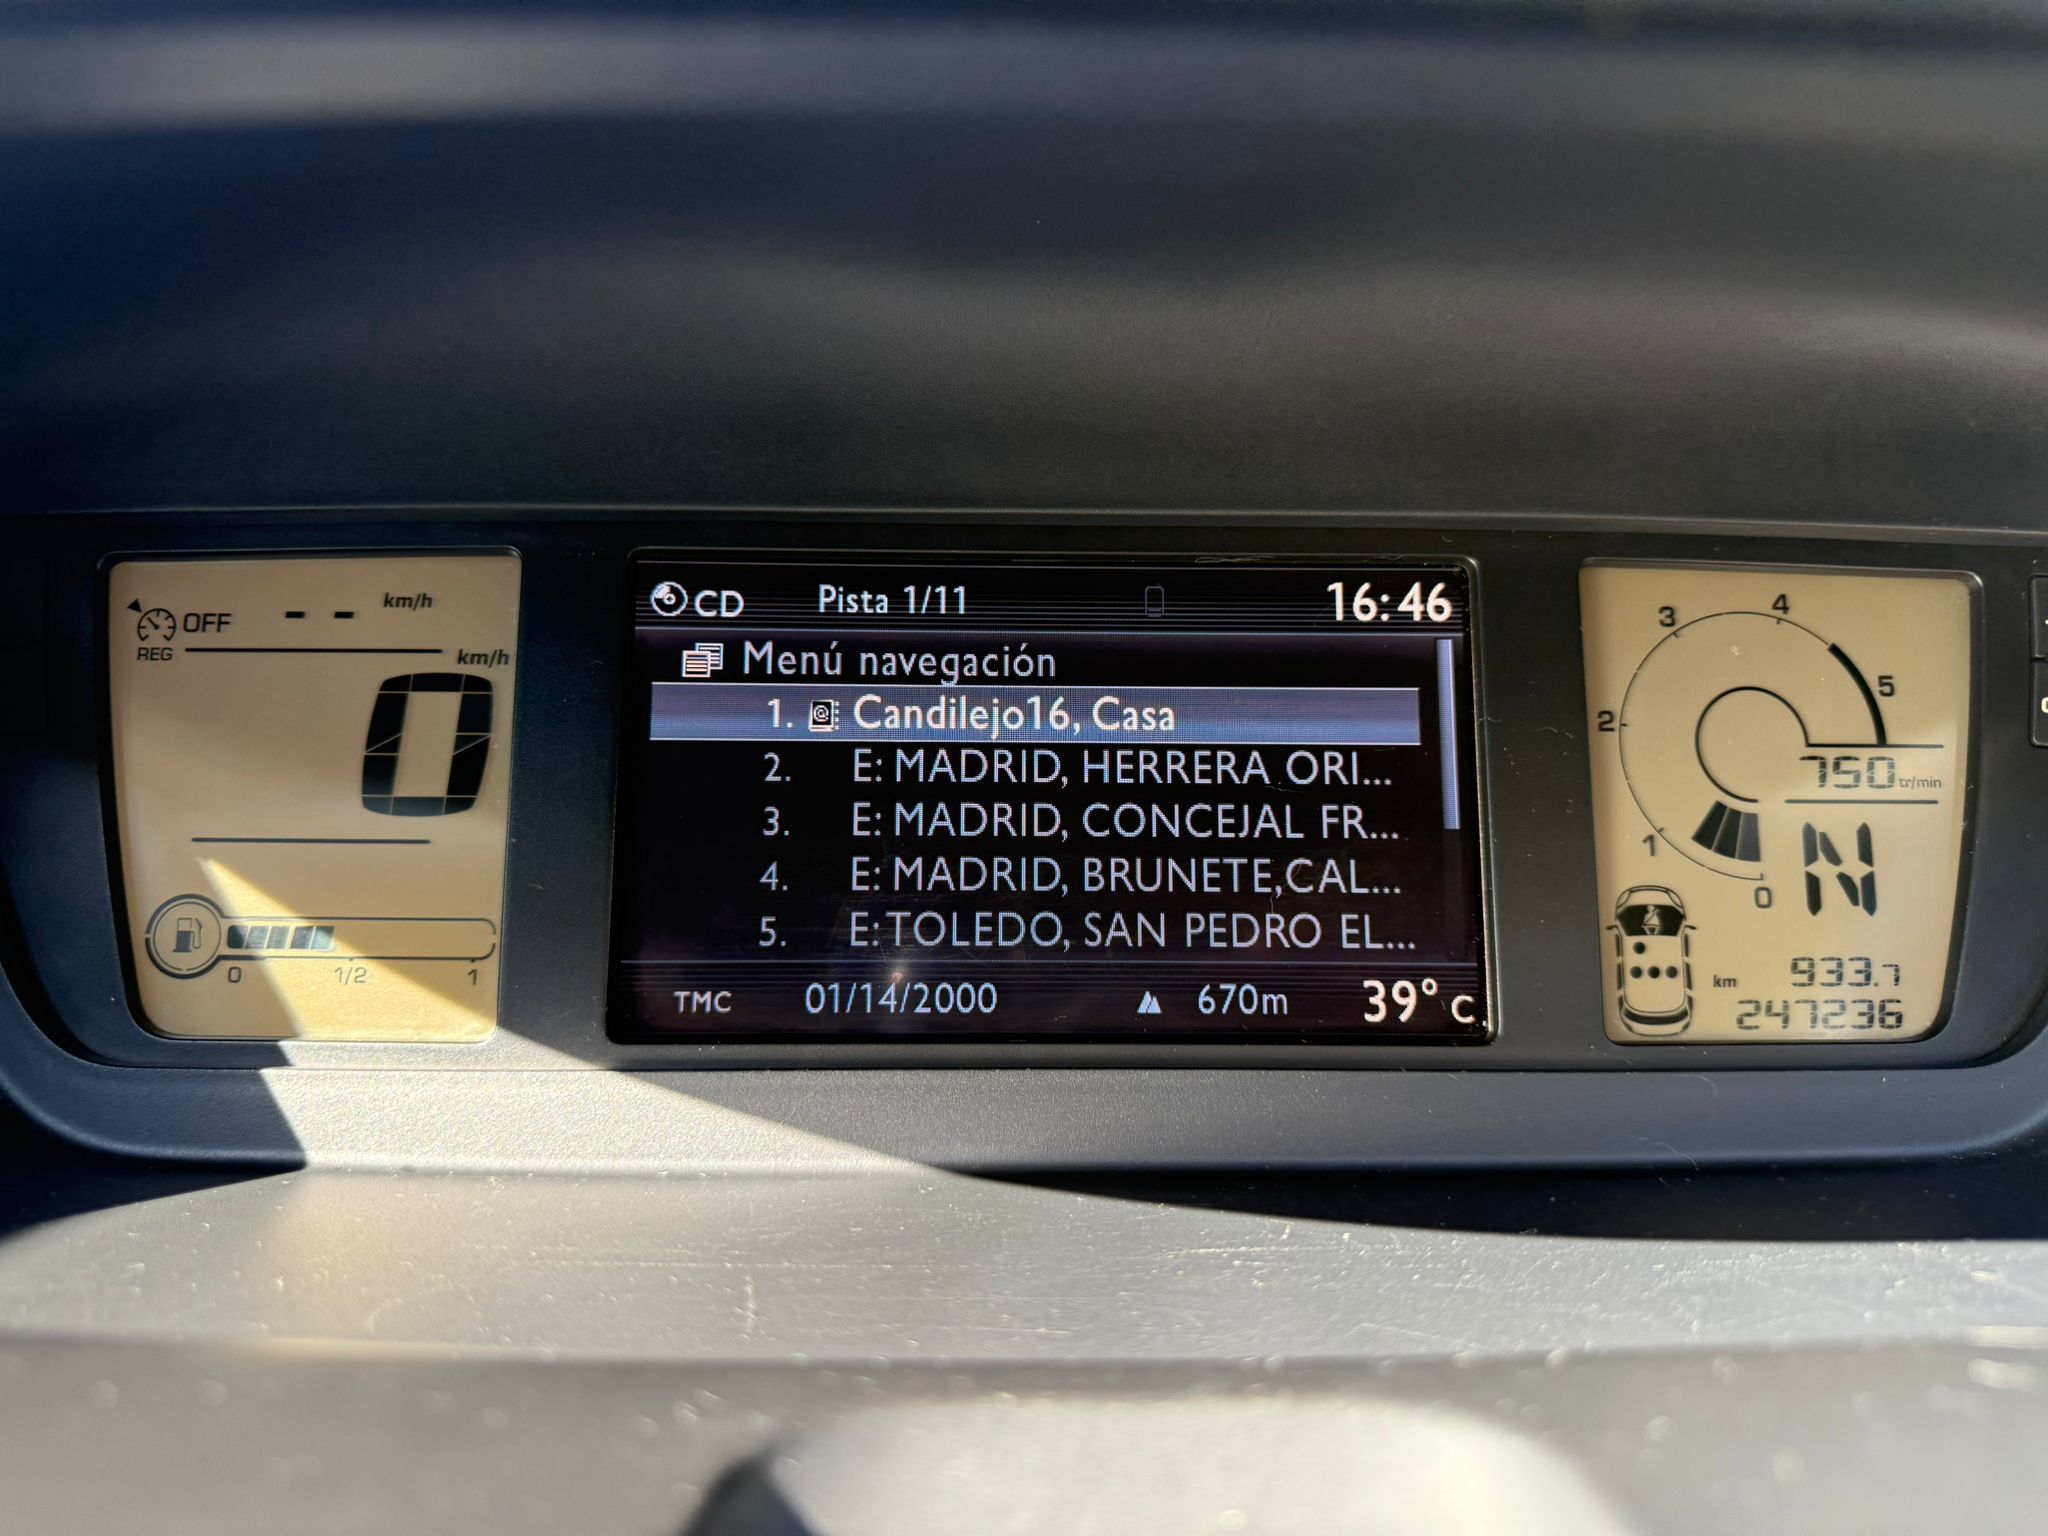 OFF
-- km/h
REG
km/h
0
0 1/2 1
CD Pista 1/11 16:46
Menú navegación
1. Candilejo16, Casa
2. E: MADRID, HERRERA ORI...
3. E: MADRID, CONCEJAL FR...
4. E: MADRID, BRUNETE,CAL...
5. E: TOLEDO, SAN PEDRO EL...
TMC 01/14/2000 670m 39° C
3 4
5
2
750 tr/min
1
0
N
km 933.7
247236